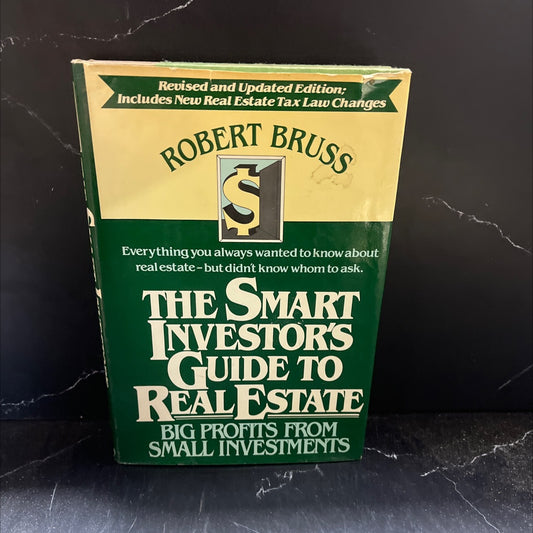 Revised and Updated Edition;
Includes New Real Estate Tax Law Changes
ROBERT BRUSS
$
Everything you always wanted to know about
real estate – but didn't know whom to ask.
THE SMART
INVESTOR'S
GUIDE TO
REAL ESTATE
BIG PROFITS FROM
SMALL INVESTMENTS